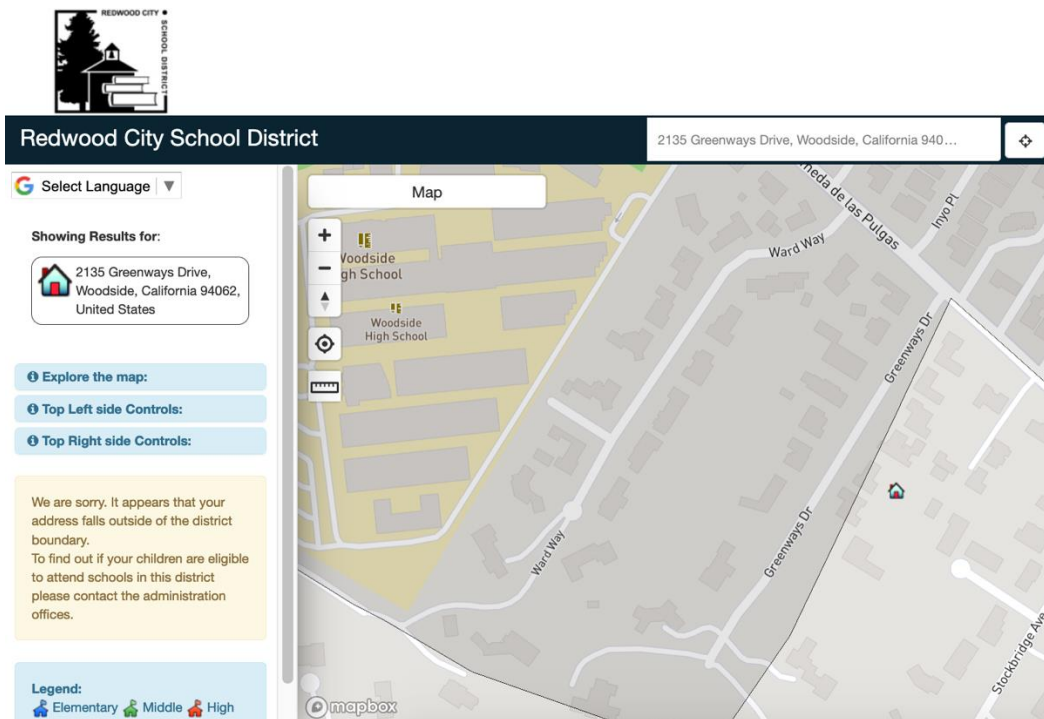 REDWOOD CITY
SCHOOL DISTRICT
Redwood City School District
2135 Greenways Drive, Woodside, California 940…
Select Language
Map
Showing Results for:
2135 Greenways Drive,
Woodside, California 94062,
United States
Explore the map:
Top Left side Controls:
Top Right side Controls:
We are sorry. It appears that your
address falls outside of the district
boundary.
To find out if your children are eligible
to attend schools in this district
please contact the administration
offices.
Legend:
Elementary Middle High
Woodside
gh School
Woodside
High School
meda de las Pulgas
Inyo Pl
Ward Way
Greenways Dr
Ward Way
Greenways Dr
Stockbridge Ave
mapbox